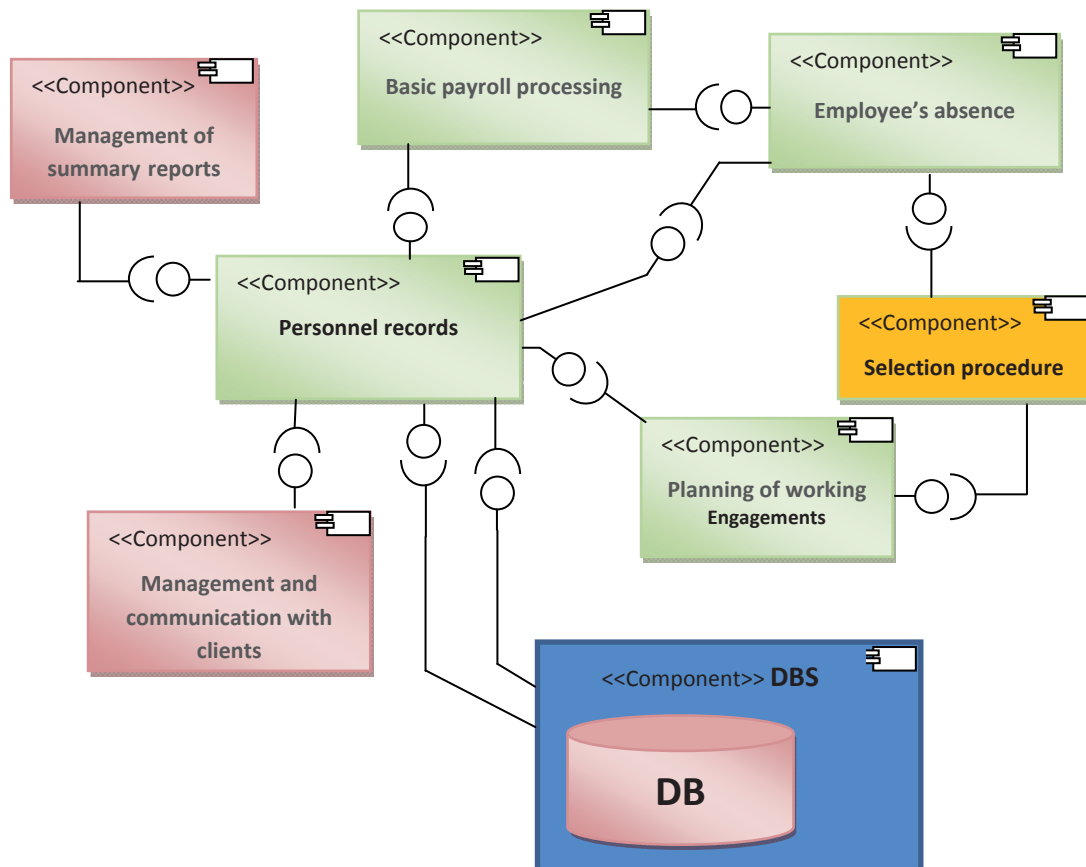 <<Component>>
Basic payroll processing
<<Component>>
Employee’s absence
<<Component>>
Management of
summary reports
<<Component>>
Personnel records
<<Component>>
Selection procedure
<<Component>>
Planning of working
Engagements
<<Component>>
Management and
communication with
clients
<<Component>> DBS
DB